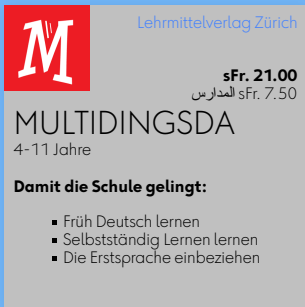 M
Lehrmittelverlag Zürich
sFr. 21.00
المدارس sFr. 7.50
MULTIDINGSDA
4-11 Jahre
Damit die Schule gelingt:
▪ Früh Deutsch lernen
▪ Selbstständig Lernen lernen
▪ Die Erstsprache einbeziehen